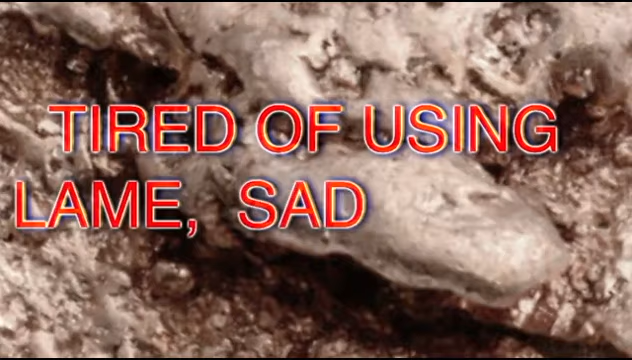 TIRED OF USING
LAME, SAD